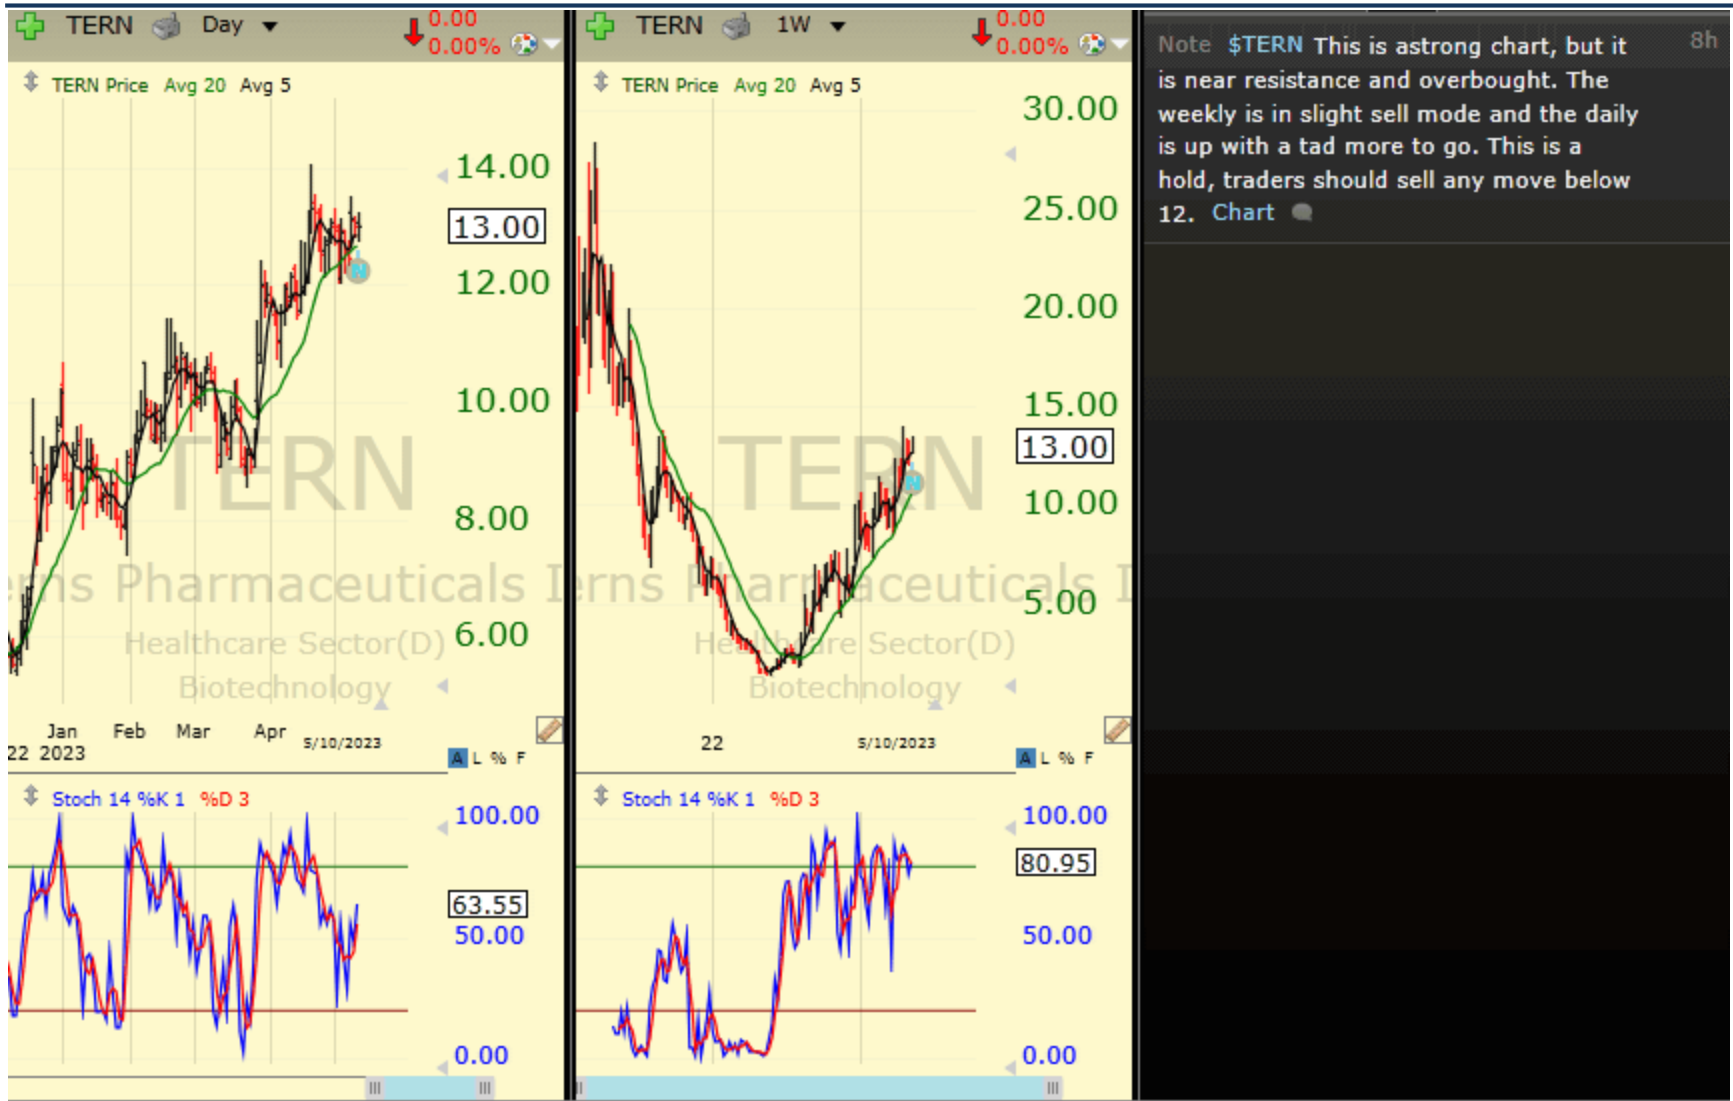 TERN Day 0.00
0.00%
TERN Price Avg 20 Avg 5
14.00
13.00
12.00
10.00
8.00
6.00
TERN
erns Pharmaceuticals I
Healthcare Sector(D)
Biotechnology
N
Jan Feb Mar Apr 5/10/2023
22 2023
A L % F
Stoch 14 %K 1 %D 3
100.00
63.55
50.00
0.00
TERN 1W 0.00
0.00%
TERN Price Avg 20 Avg 5
30.00
25.00
20.00
15.00
13.00
10.00
5.00
TERN
erns Pharmaceuticals I
Healthcare Sector(D)
Biotechnology
N
22 5/10/2023
A L % F
Stoch 14 %K 1 %D 3
100.00
80.95
50.00
0.00
Note $TERN This is astrong chart, but it 8h
is near resistance and overbought. The
weekly is in slight sell mode and the daily
is up with a tad more to go. This is a
hold, traders should sell any move below
12. Chart